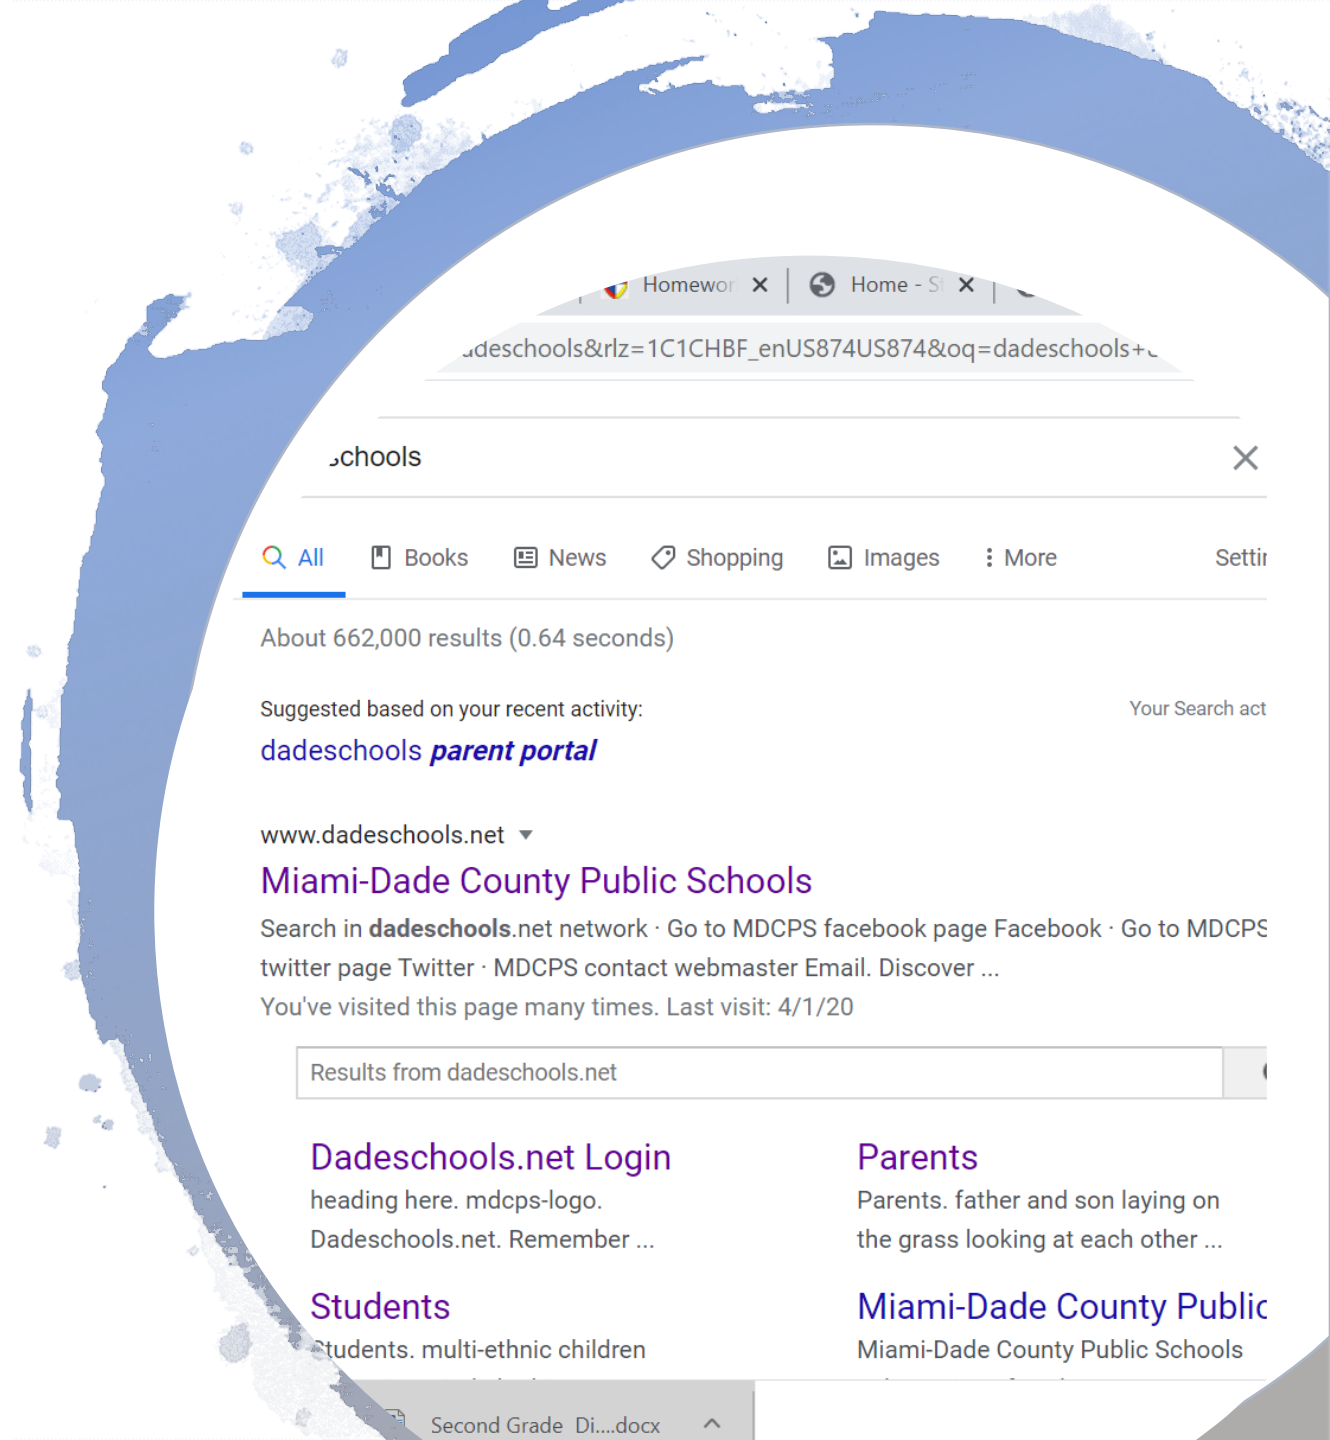 Homewor
Home - S
deschools&rlz=1C1CHBF_enUS874US874&oq=dadeschools+
chools
All Books News Shopping Images More Settin
About 662,000 results (0.64 seconds)
Suggested based on your recent activity: Your Search act
dadeschools parent portal
www.dadeschools.net
Miami-Dade County Public Schools
Search in dadeschools.net network · Go to MDCPS facebook page Facebook · Go to MDCPS
twitter page Twitter · MDCPS contact webmaster Email. Discover ...
You've visited this page many times. Last visit: 4/1/20
Results from dadeschools.net
Dadeschools.net Login
heading here. mdcps-logo.
Dadeschools.net. Remember ...
Parents
Parents. father and son laying on
the grass looking at each other ...
Students
Students. multi-ethnic children
Miami-Dade County Public
Miami-Dade County Public Schools
Second Grade Di....docx